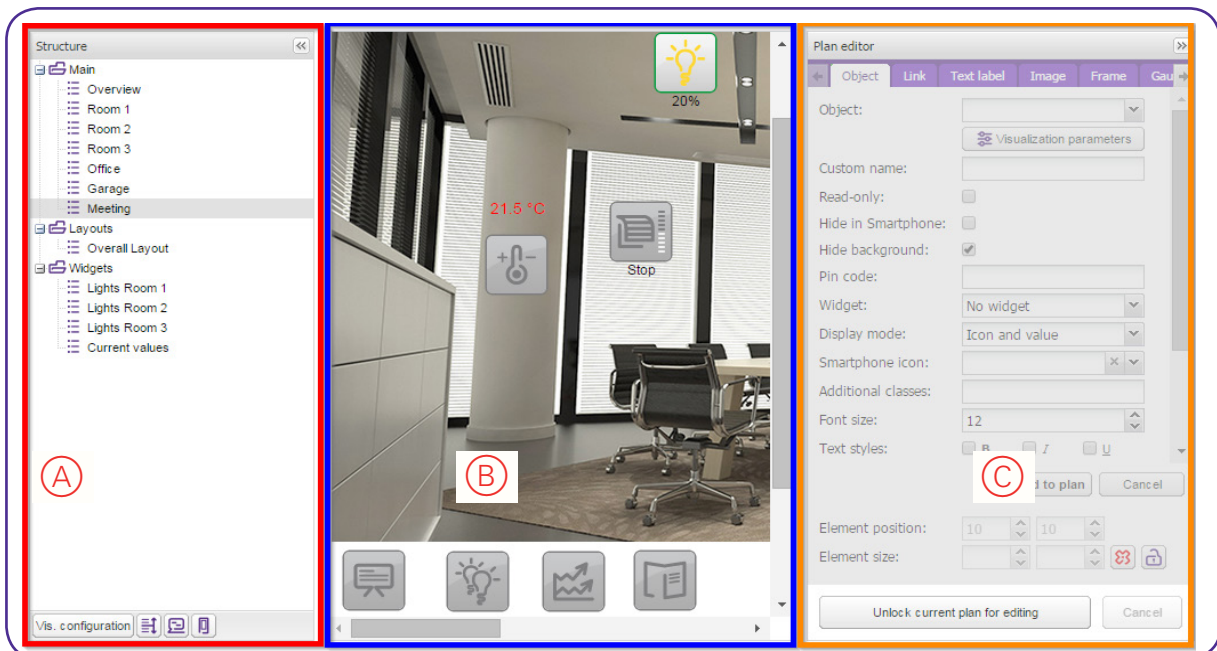 Structure
Main
Overview
Room 1
Room 2
Room 3
Office
Garage
Meeting
Layouts
Overall Layout
Widgets
Lights Room 1
Lights Room 2
Lights Room 3
Current values
A
Vis. configuration
20%
21.5 °C
Stop
B
Plan editor
Object Link Text label Image Frame Gau
Object:
Visualization parameters
Custom name:
Read-only:
Hide in Smartphone:
Hide background:
Pin code:
Widget: No widget
Display mode: Icon and value
Smartphone icon:
Additional classes:
Font size: 12
Text styles: B I U
C
d to plan Cancel
Element position: 10 10
Element size:
Unlock current plan for editing Cancel